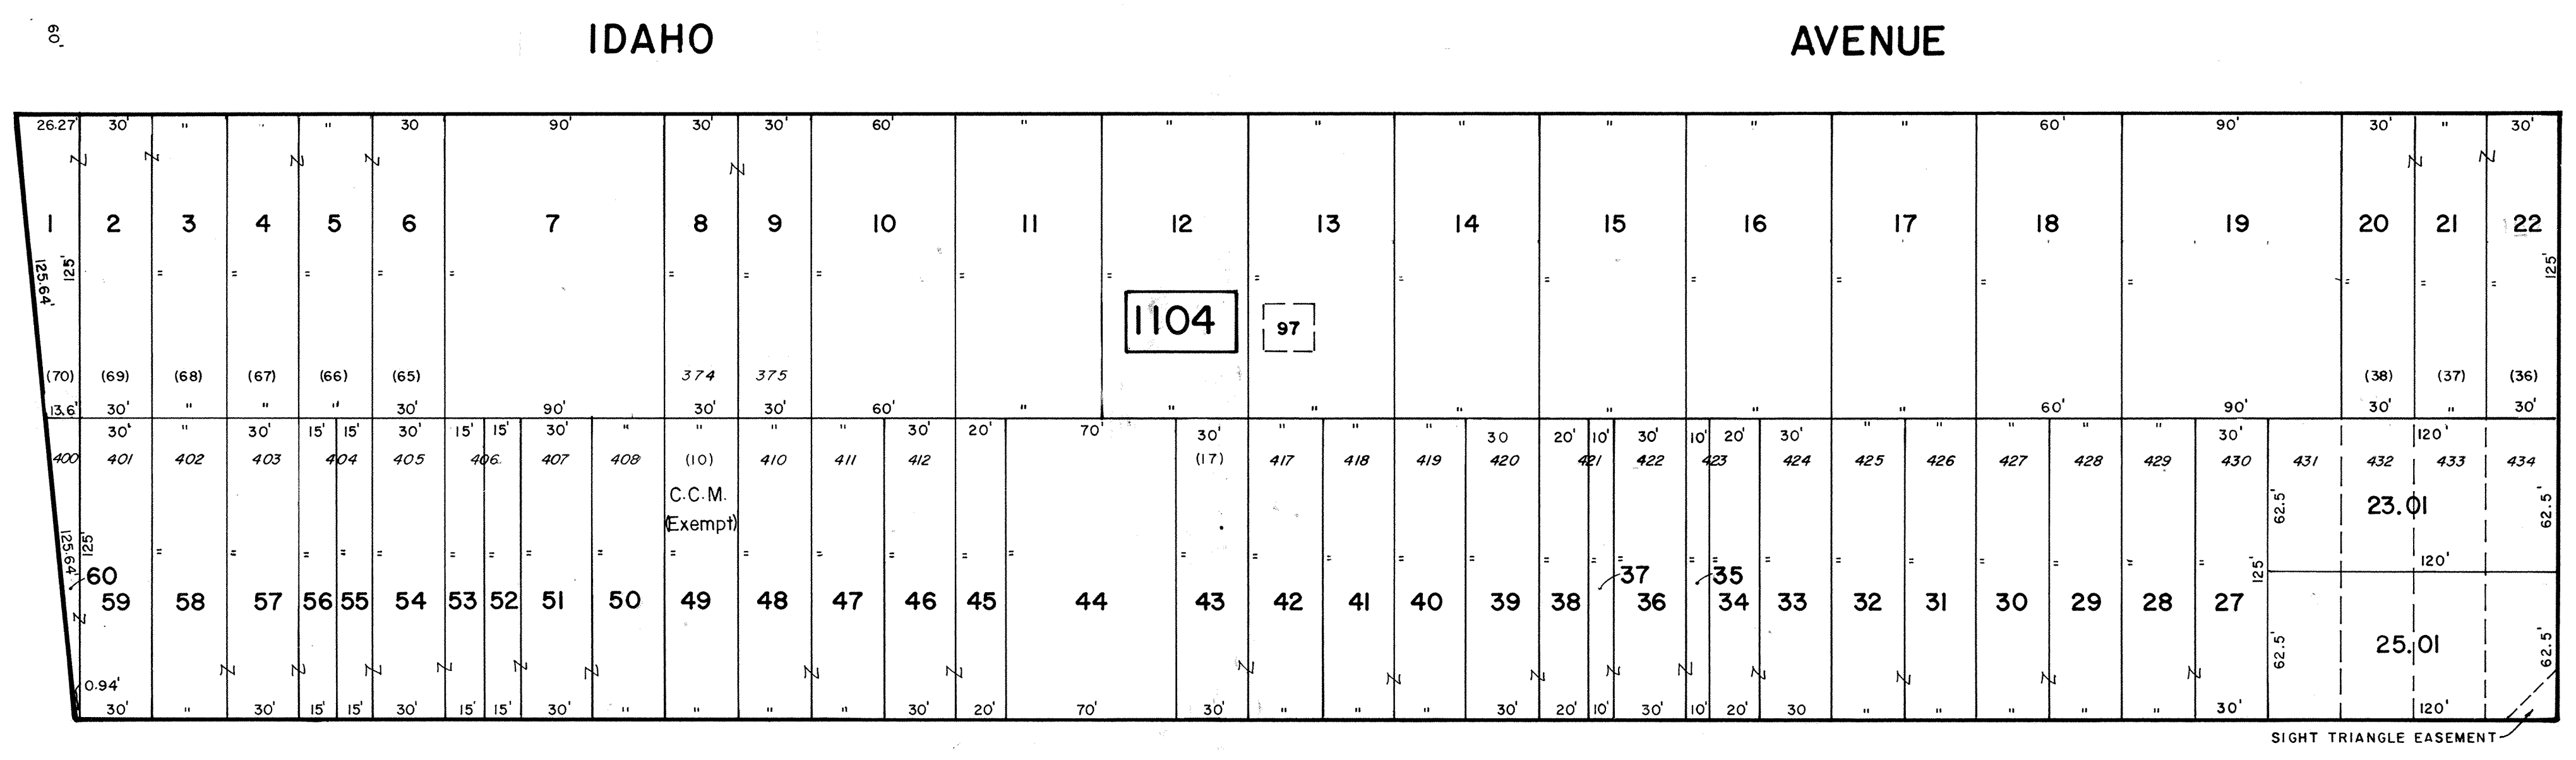 60'
IDAHO AVENUE
26.27' 30' " " " 30 90' 30' 30' 60' " " " " " " " 60' 90' 30' " 30'
1 2 3 4 5 6 7 8 9 10 11 12 13 14 15 16 17 18 19 20 21 22
125.64' 125' " " " " " " " " " " " " " " " " " " " " 125'
1104 97
(70) (69) (68) (67) (66) (65) 374 375 (38) (37) (36)
13.6' 30' " " " 30' 90' 30' 30' 60' " " " " " " " 60' 90' 30' " 30'
30' " 30' 15' 15' 30' 15' 15' 30' " " " " 30' 20' 70' 30' " " " 30 20' 10' 30' 10' 20' 30' " " " " " 30' 120'
400 401 402 403 404 405 406 407 408 (10) 410 411 412 (17) 417 418 419 420 421 422 423 424 425 426 427 428 429 430 431 432 433 434
C.C.M.
(Exempt)
62.5' 23.01 62.5'
125.64' 125' " " " " " " " " " " " " " " " " " " " " " " " " " " " " " " 125' 120'
60 37 35
59 58 57 56 55 54 53 52 51 50 49 48 47 46 45 44 43 42 41 40 39 38 36 34 33 32 31 30 29 28 27
62.5' 25.01 62.5'
0.94'
30' " 30' 15' 15' 30' 15' 15' 30' " " " " 30' 20' 70' 30' " " " 30' 20' 10' 30' 10' 20' 30 " " " " " 30' 120'
SIGHT TRIANGLE EASEMENT